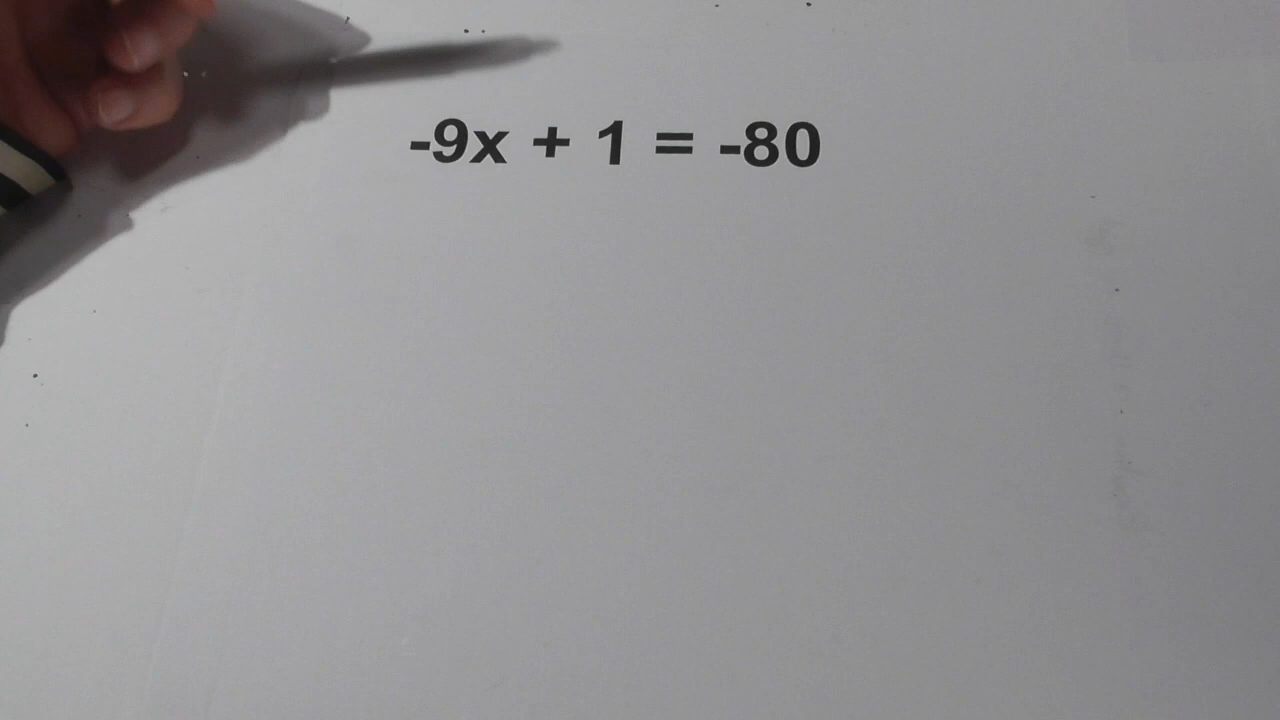 -9x + 1 = -80